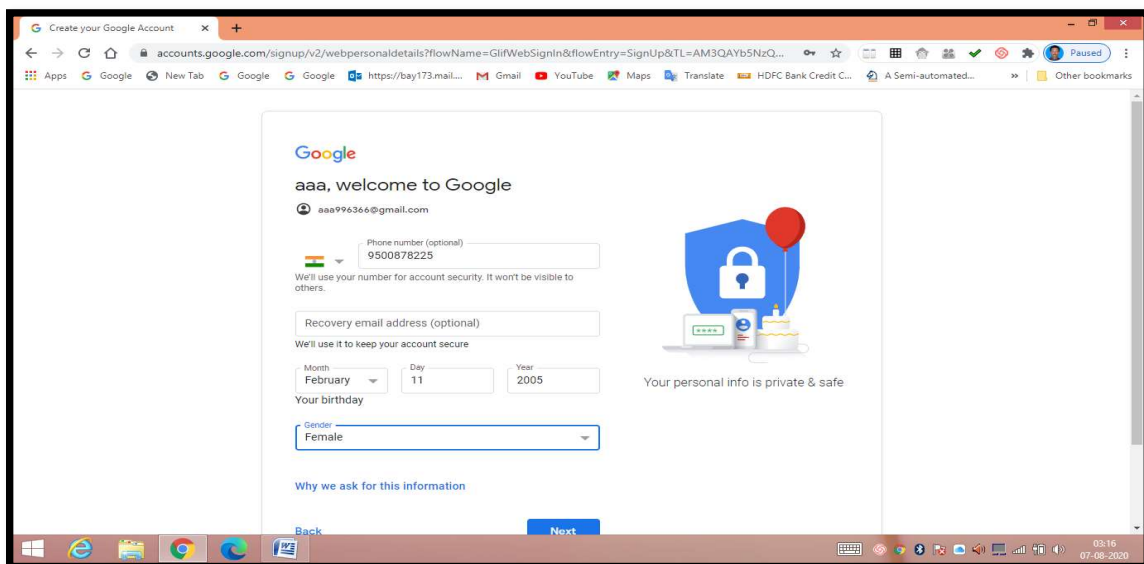 Create your Google Account
accounts.google.com/signup/v2/webpersonaldetails?flowName=GlifWebSignIn&flowEntry=SignUp&TL=AM3QAYb5NzQ...
Paused
Apps Google New Tab Google Google https://bay173.mail.... Gmail YouTube Maps Translate HDFC Bank Credit C... A Semi-automated... » Other bookmarks
Google
aaa, welcome to Google
aaa996366@gmail.com
Phone number (optional)
9500878225
We'll use your number for account security. It won't be visible to
others.
Recovery email address (optional)
We'll use it to keep your account secure
Month Day Year
February 11 2005
Your birthday
Gender
Female
Why we ask for this information
Back Next
****
Your personal info is private & safe
03:16
07-08-2020